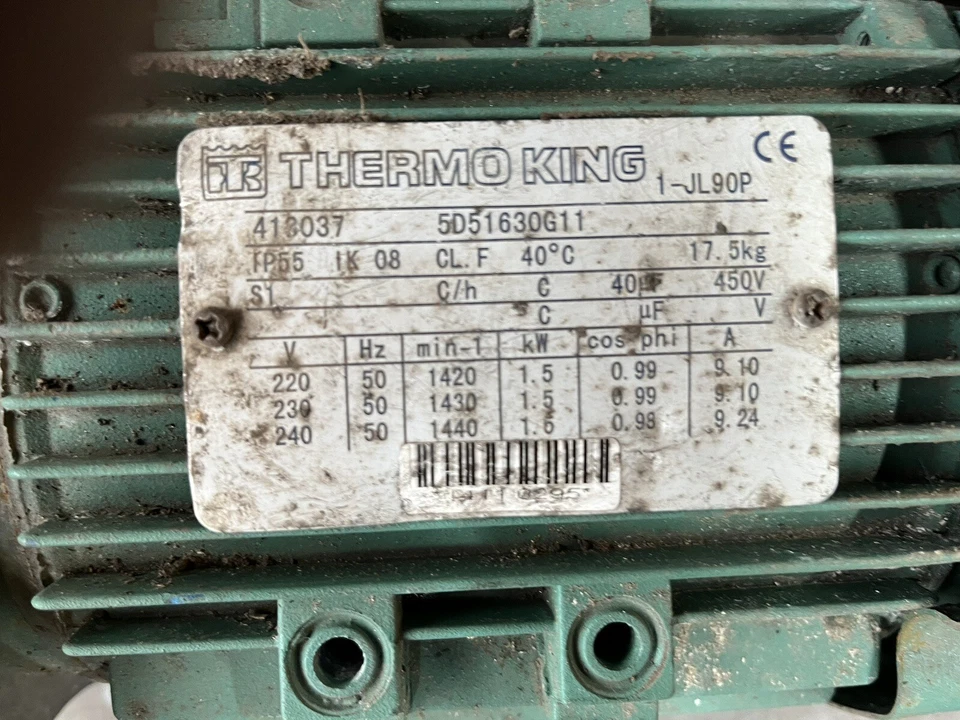 TK THERMO KING 1-JL90P CE
413037 5D51630G11
IP55 IK 08 CL.F 40°C 17.5kg
S1 C/h C 40µF 450V
C µF V
V Hz min-1 kW cos phi A
220 50 1420 1.5 0.99 9.10
230 50 1430 1.5 0.99 9.10
240 50 1440 1.5 0.98 9.24